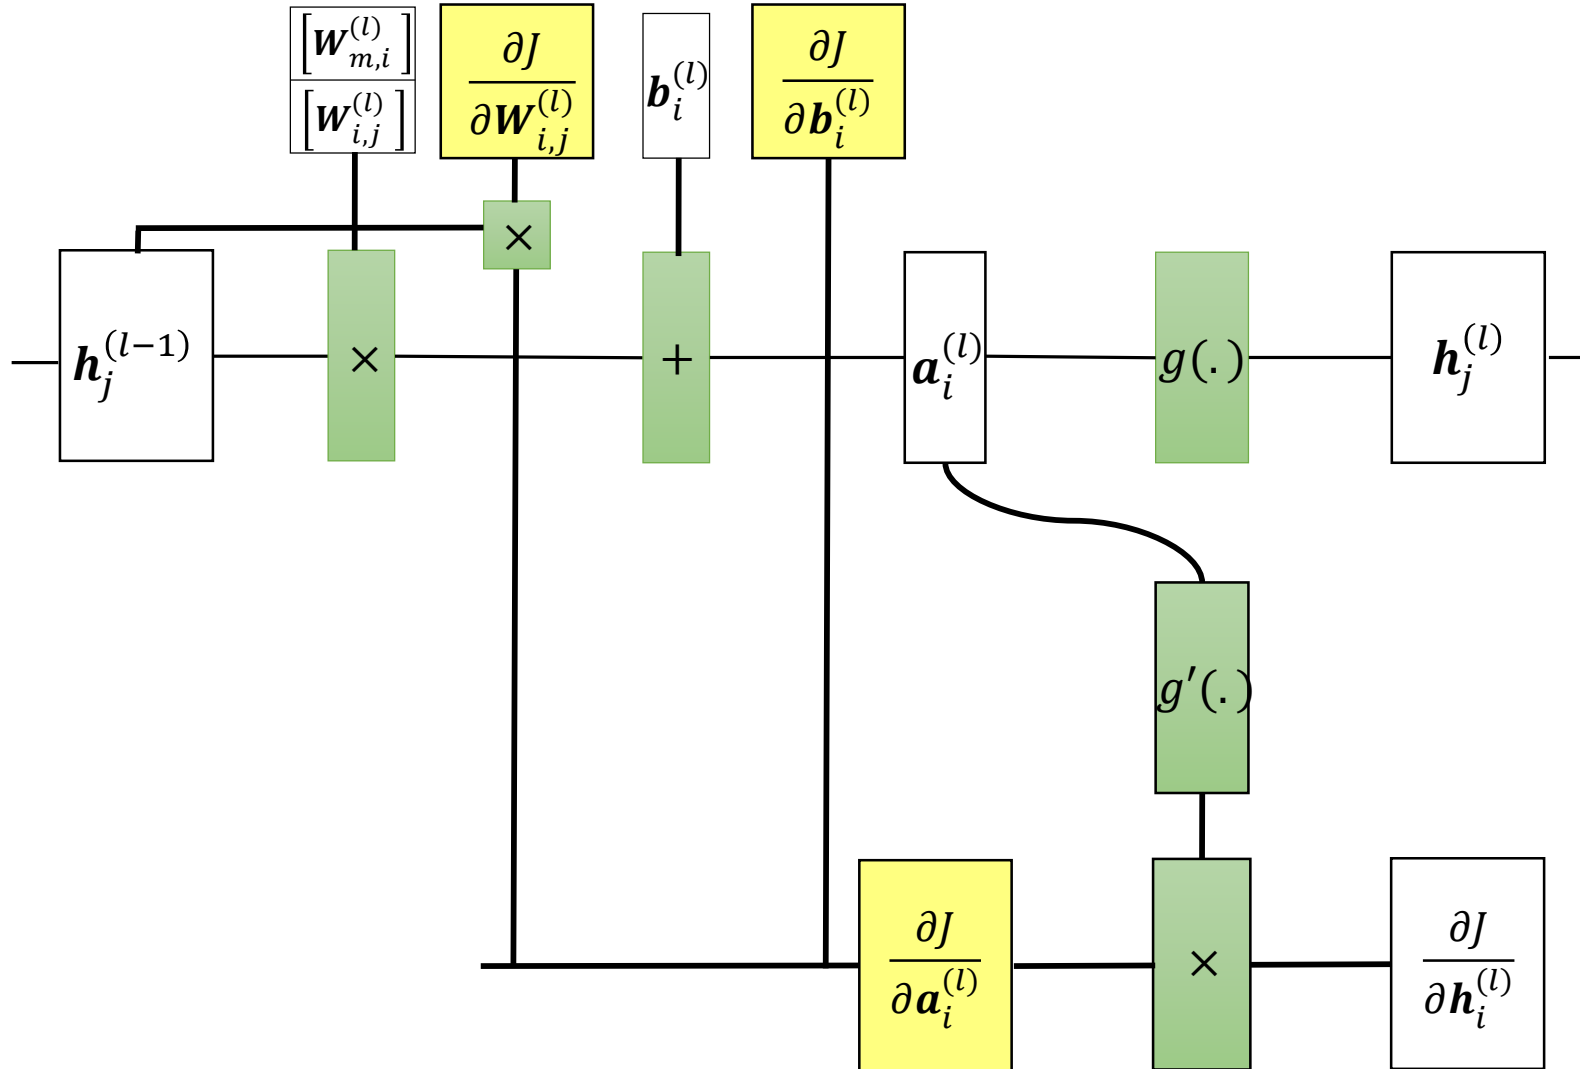 [W_{m,i}^{(l)}]
[W_{i,j}^{(l)}]
∂J
∂W_{i,j}^{(l)}
b_i^{(l)}
∂J
∂b_i^{(l)}
×
h_j^{(l−1)}
×
+
a_i^{(l)}
g(.)
h_j^{(l)}
g′(.)
∂J
∂a_i^{(l)}
×
∂J
∂h_i^{(l)}